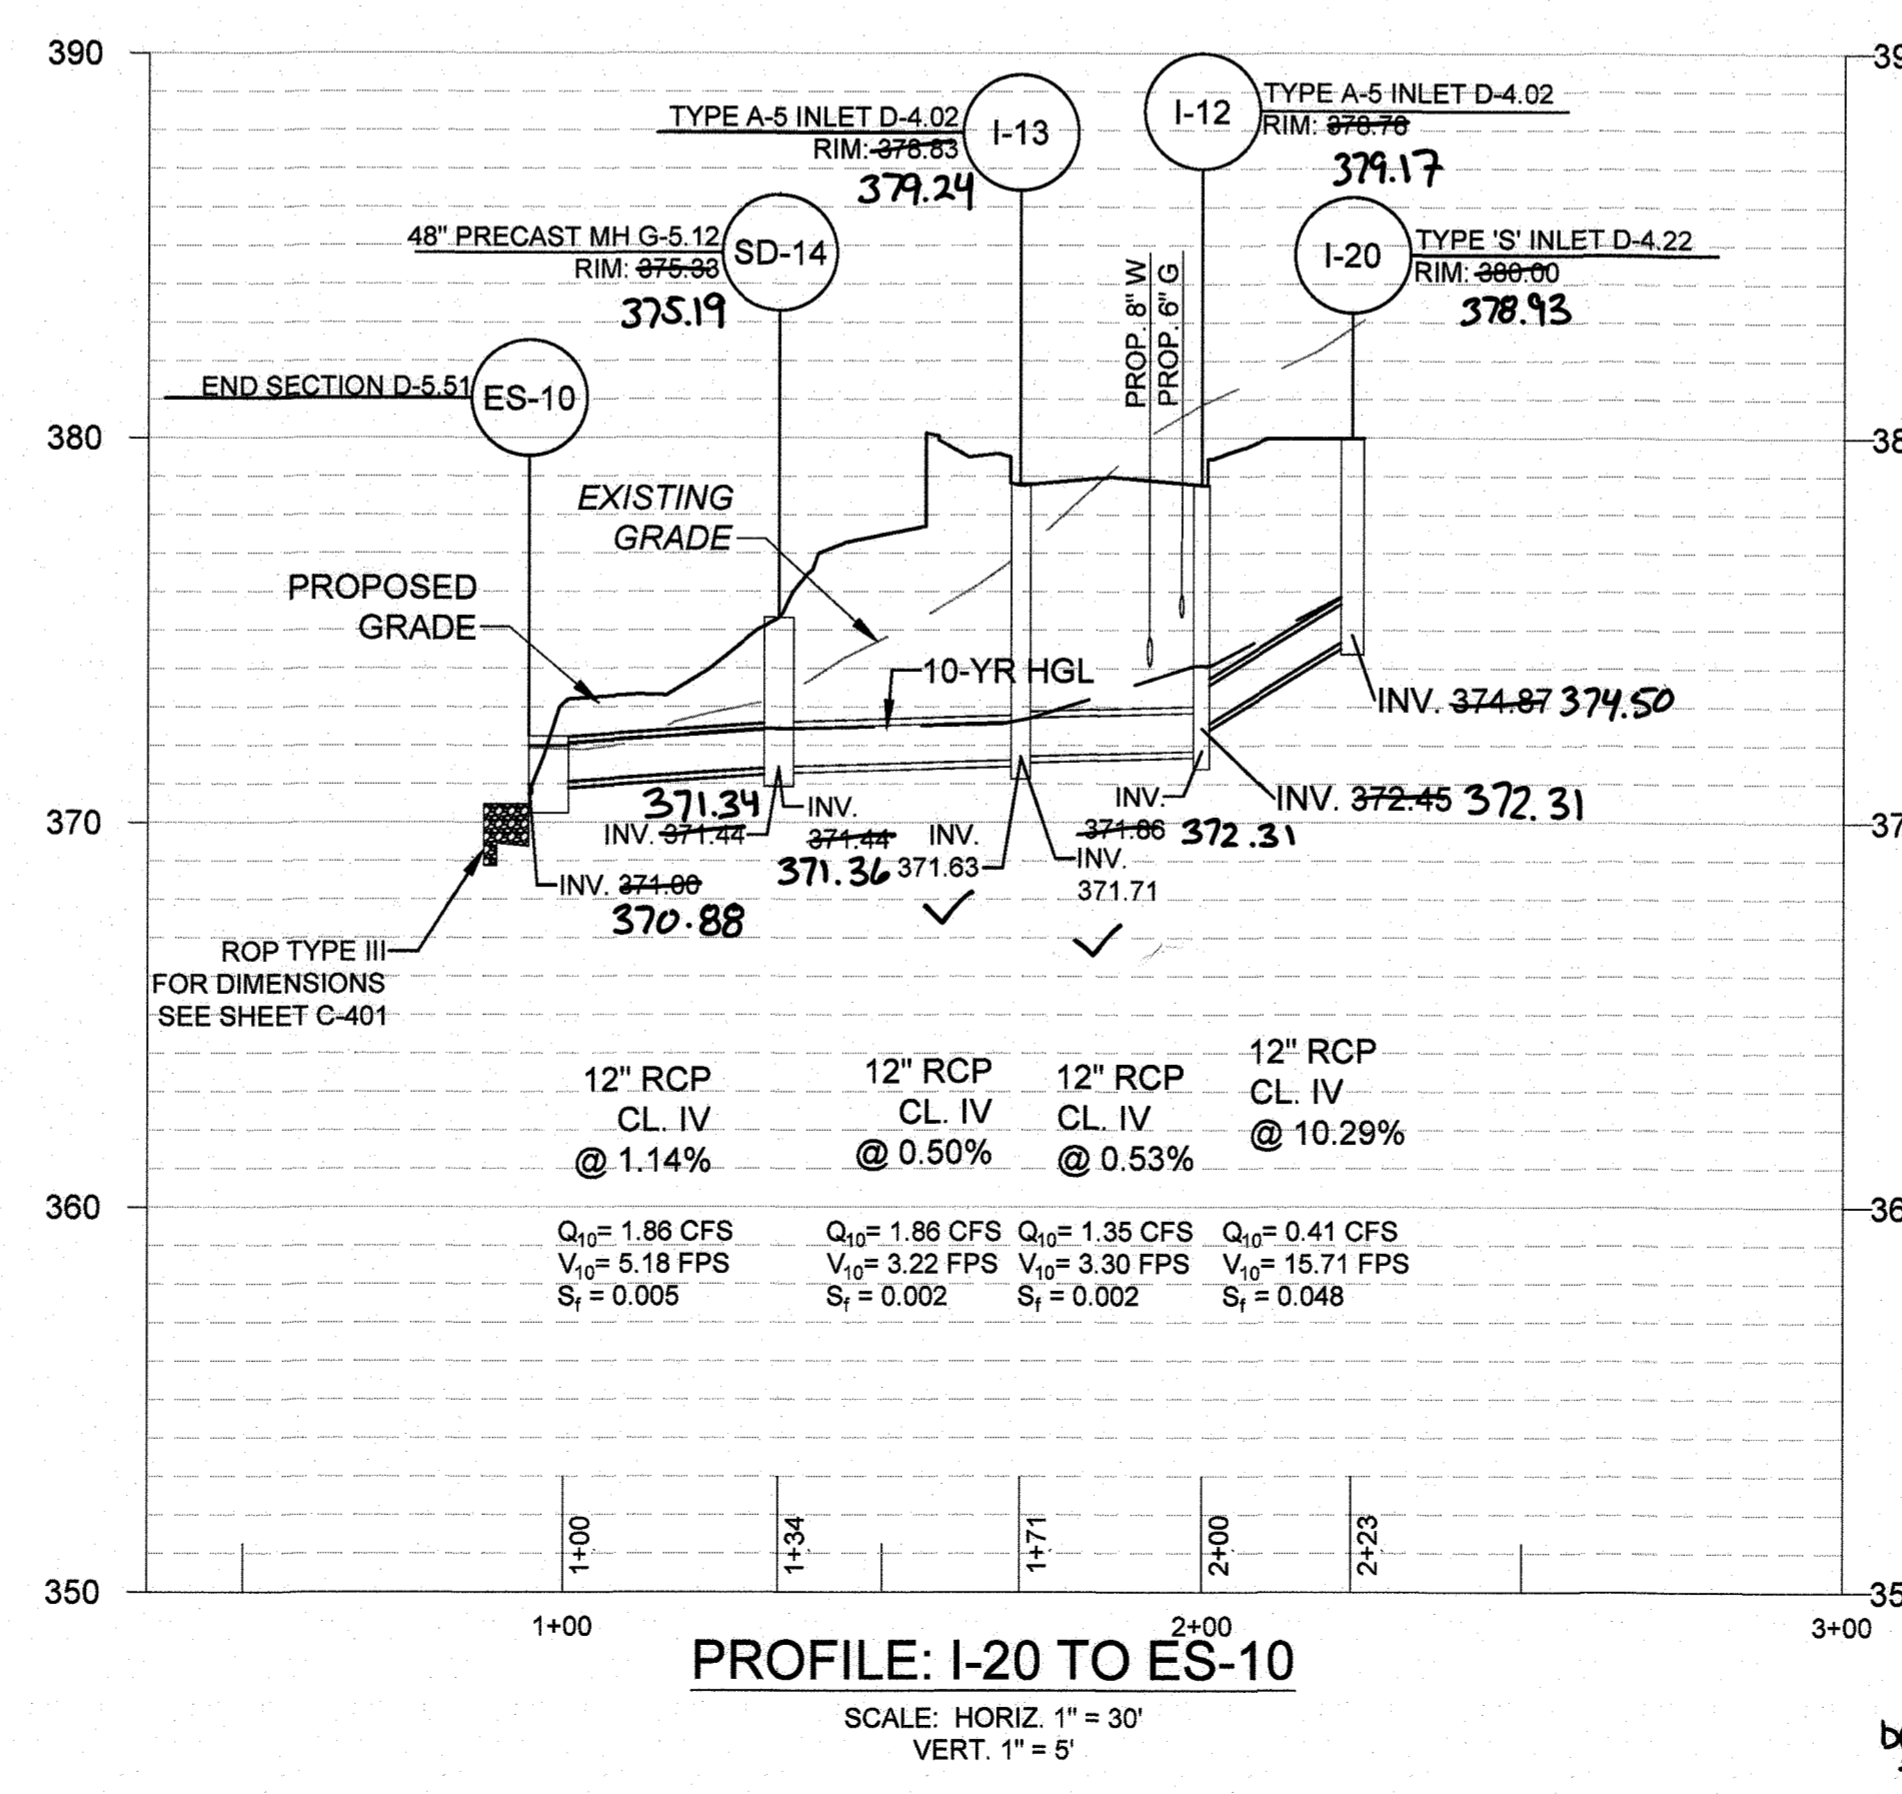 390
TYPE A-5 INLET D-4.02
RIM: 378.83
379.24
I-13
I-12
TYPE A-5 INLET D-4.02
RIM: 378.78
379.17
48" PRECAST MH G-5.12
RIM: 375.33
375.19
SD-14
I-20
TYPE 'S' INLET D-4.22
RIM: 380.00
378.93
PROP. 8" W
PROP. 6" G
END SECTION D-5.51
ES-10
380
EXISTING
GRADE
PROPOSED
GRADE
10-YR HGL
INV. 374.87 374.50
INV. 372.45 372.31
INV.
371.86 372.31
370
371.34
INV. 371.44
INV.
371.44
371.36
INV.
371.63
✓
INV.
371.71
✓
INV. 371.00
370.88
ROP TYPE III
FOR DIMENSIONS
SEE SHEET C-401
12" RCP
CL. IV
@ 1.14%
12" RCP
CL. IV
@ 0.50%
12" RCP
CL. IV
@ 0.53%
12" RCP
CL. IV
@ 10.29%
360
Q10= 1.86 CFS
V10= 5.18 FPS
Sf = 0.005
Q10= 1.86 CFS
V10= 3.22 FPS
Sf = 0.002
Q10= 1.35 CFS
V10= 3.30 FPS
Sf = 0.002
Q10= 0.41 CFS
V10= 15.71 FPS
Sf = 0.048
1+00
1+34
1+71
2+00
2+23
350
1+00
2+00
3+00
PROFILE: I-20 TO ES-10
SCALE: HORIZ. 1" = 30'
VERT. 1" = 5'